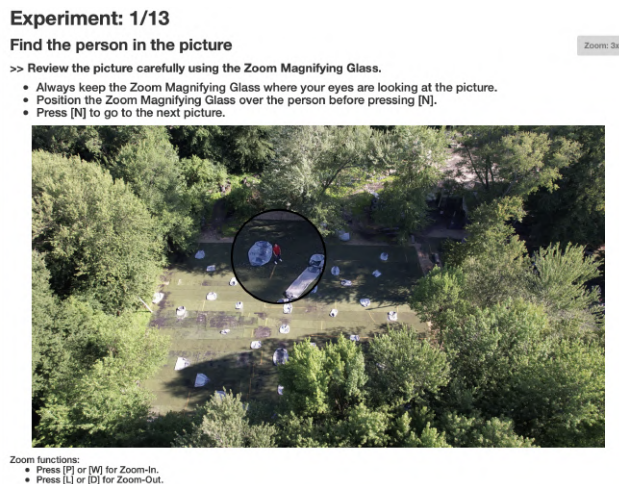 Experiment: 1/13
Find the person in the picture
Zoom: 3x
>> Review the picture carefully using the Zoom Magnifying Glass.
• Always keep the Zoom Magnifying Glass where your eyes are looking at the picture.
• Position the Zoom Magnifying Glass over the person before pressing [N].
• Press [N] to go to the next picture.
Zoom functions:
• Press [P] or [W] for Zoom-In.
• Press [L] or [D] for Zoom-Out.